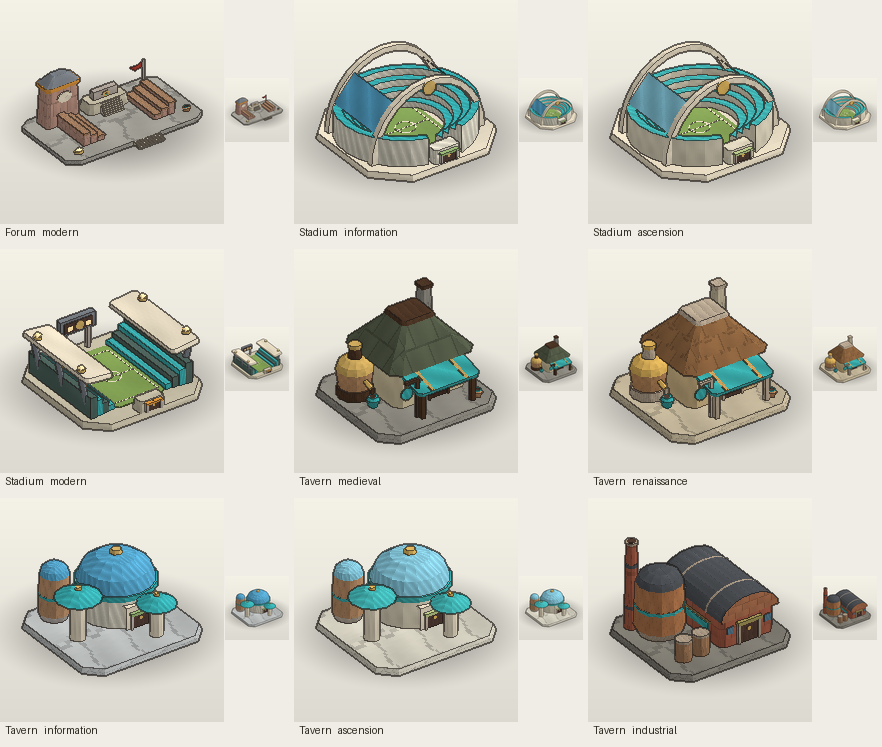 Forum modern
Stadium information
Stadium ascension
Stadium modern
Tavern medieval
Tavern renaissance
Tavern information
Tavern ascension
Tavern industrial